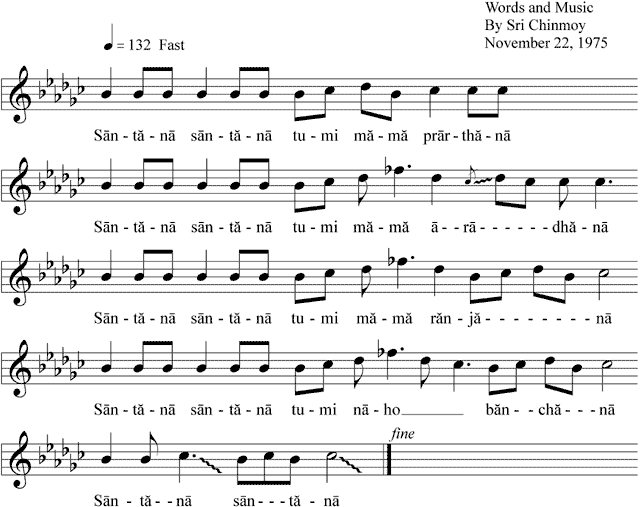 Words and Music
By Sri Chinmoy
♩ = 132 Fast
November 22, 1975
Sān - tă - nā sān - tă - nā tu - mi mă - mă prār - thă - nā
Sān - tă - nā sān - tă - nā tu - mi mă - mă ā - - rā - - - - - - dhă - nā
Sān - tă - nā sān - tă - nā tu - mi mă - mă răn - jă - - - - - - - - - nā
Sān - tă - nā sān - tă - nā tu - mi nā - ho________ băn - - chă - - - nā
fine
Sān - tă - - nā sān - - - tă - nā